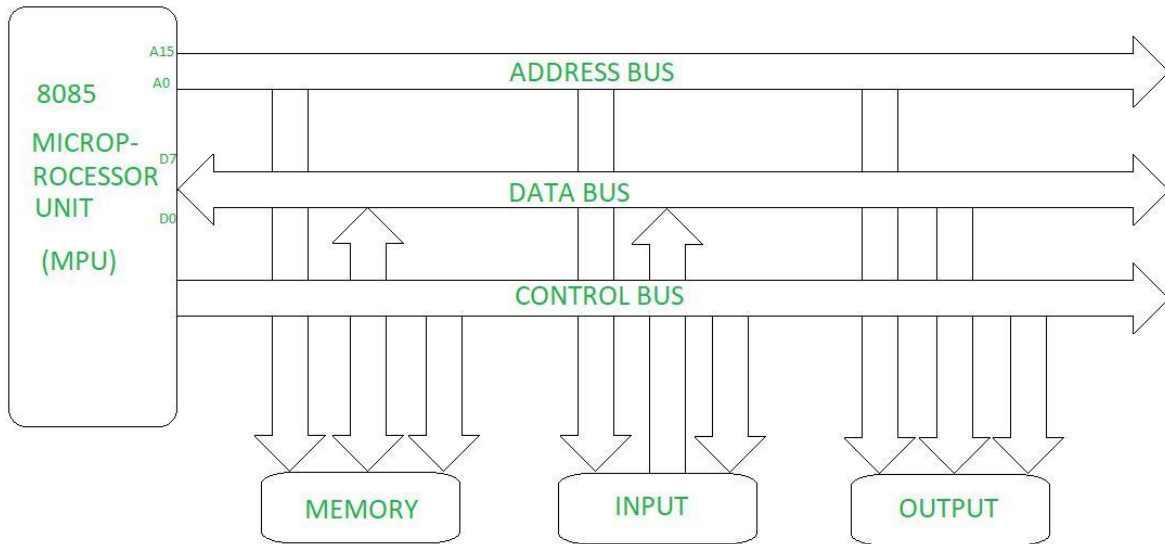 A15
ADDRESS BUS
A0
8085
MICROP-
ROCESSOR
UNIT
(MPU)
D7
DATA BUS
D0
CONTROL BUS
MEMORY
INPUT
OUTPUT